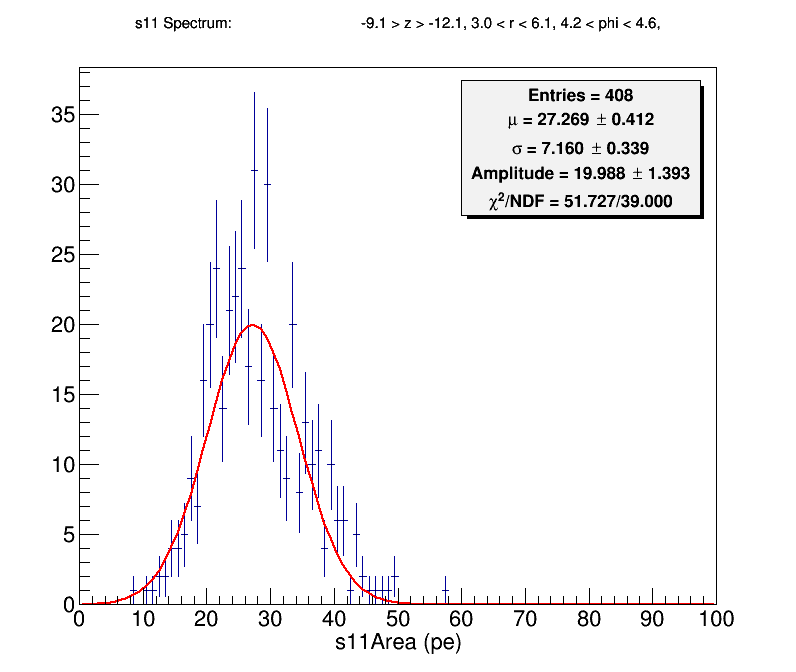 s11 Spectrum: -9.1 > z > -12.1, 3.0 < r < 6.1, 4.2 < phi < 4.6,
Entries = 408
μ = 27.269 ± 0.412
σ = 7.160 ± 0.339
Amplitude = 19.988 ± 1.393
χ²/NDF = 51.727/39.000
35
30
25
20
15
10
5
0
0 10 20 30 40 50 60 70 80 90 100
s11Area (pe)